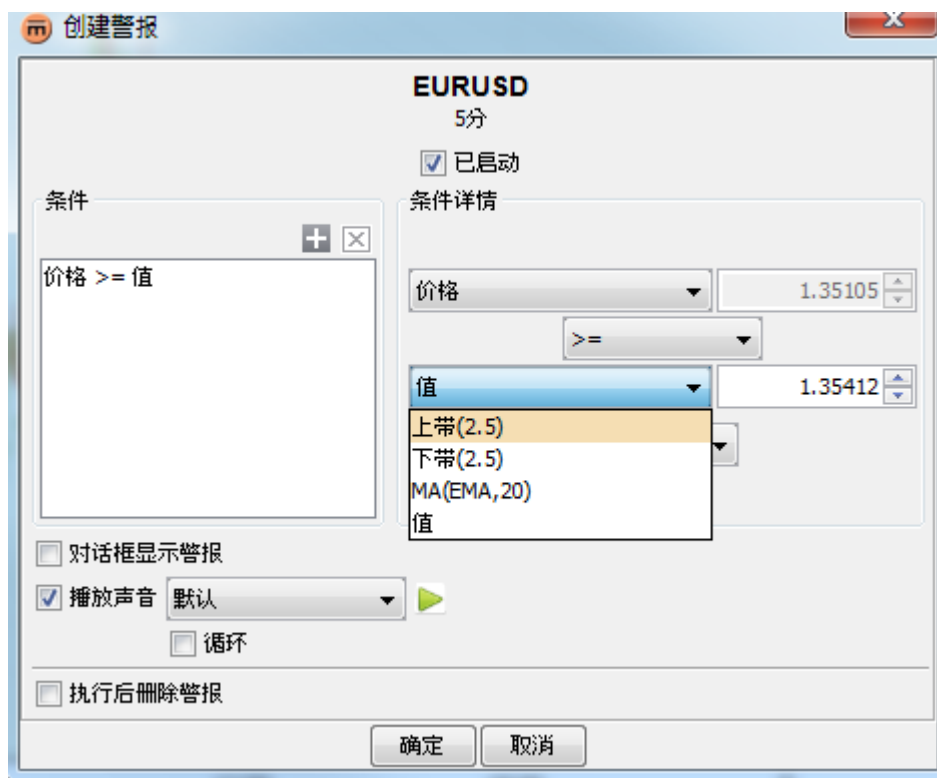 创建警报
EURUSD
5分
已启动
条件
条件详情
价格 >= 值
价格
1.35105
>=
值
1.35412
上带(2.5)
下带(2.5)
MA(EMA,20)
值
对话框显示警报
播放声音
默认
循环
执行后删除警报
确定
取消